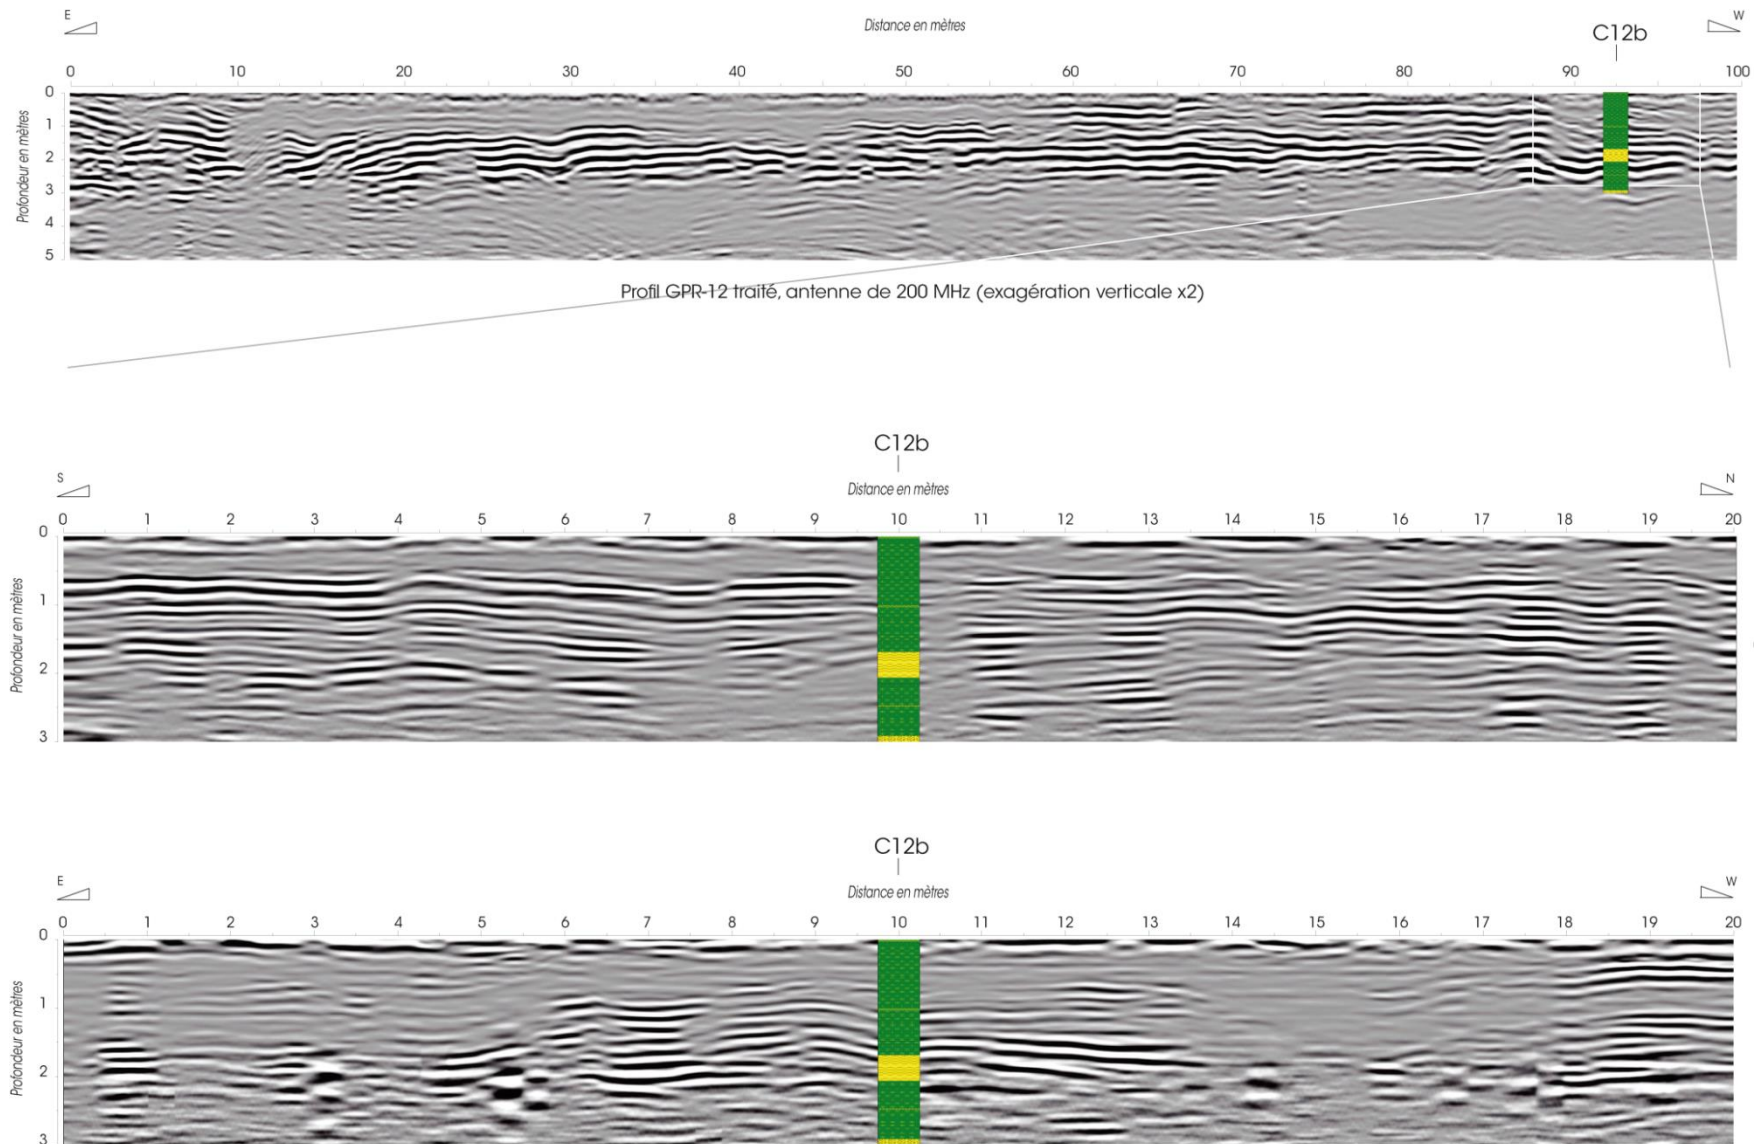 E
Distance en mètres
W
C12b
0 10 20 30 40 50 60 70 80 90 100
Profondeur en mètres
0
1
2
3
4
5
Profil GPR-12 traité, antenne de 200 MHz (exagération verticale x2)
C12b
S
Distance en mètres
N
0 1 2 3 4 5 6 7 8 9 10 11 12 13 14 15 16 17 18 19 20
Profondeur en mètres
0
1
2
3
C12b
E
Distance en mètres
W
0 1 2 3 4 5 6 7 8 9 10 11 12 13 14 15 16 17 18 19 20
Profondeur en mètres
0
1
2
3